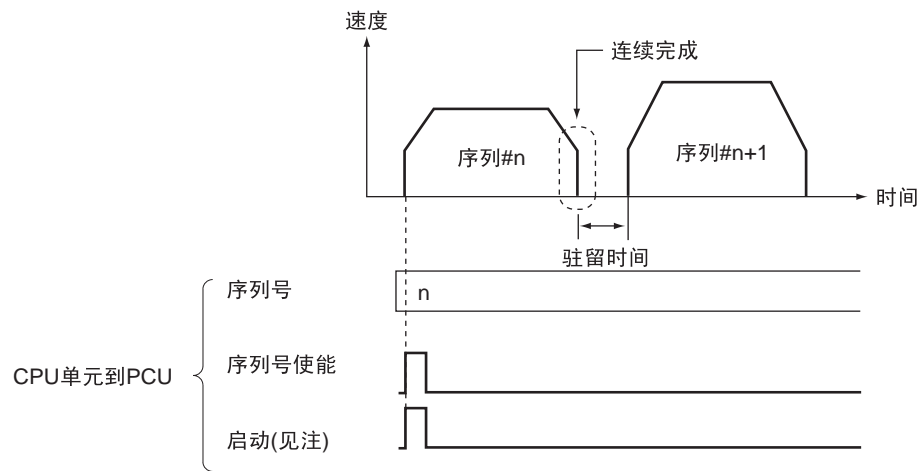 速度
连续完成
序列#n
序列#n+1
时间
驻留时间
序列号
n
序列号使能
CPU单元到PCU
启动(见注)